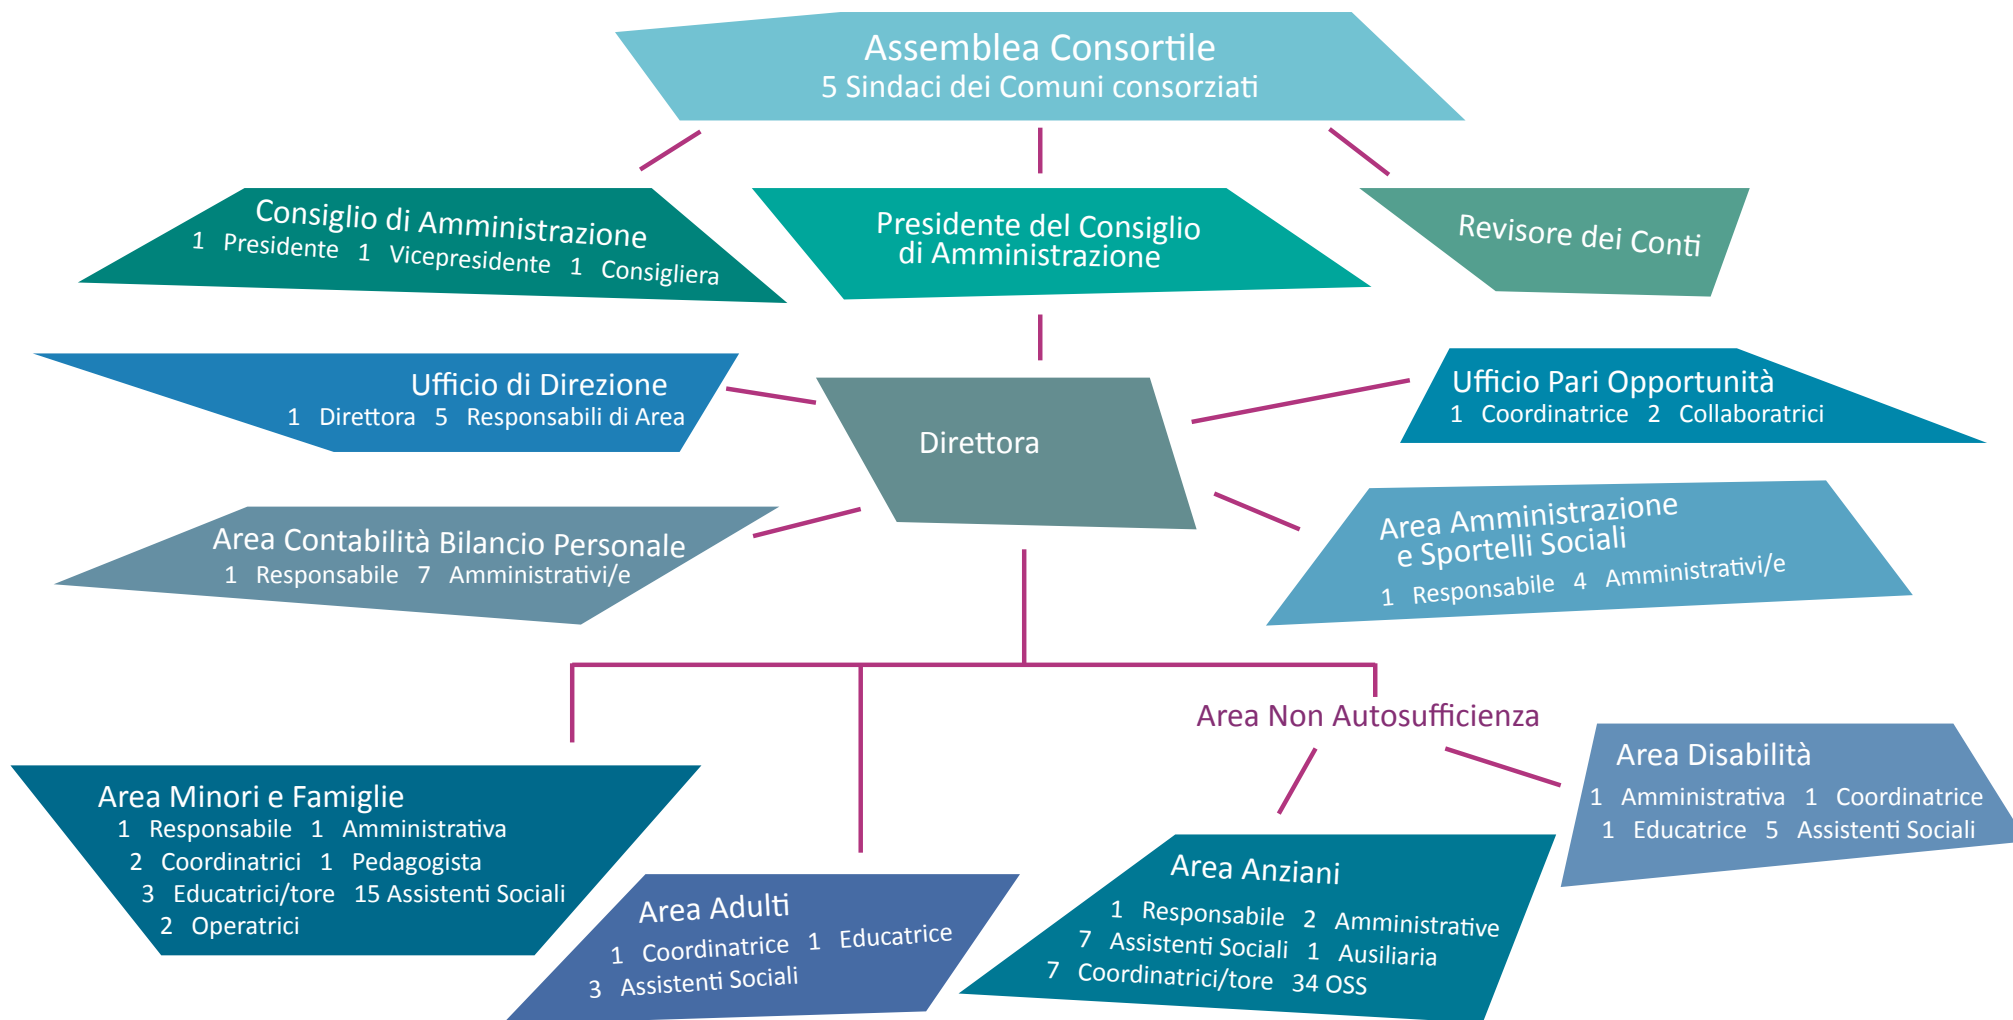 Assemblea Consortile
5 Sindaci dei Comuni consorziati
Consiglio di Amministrazione
1 Presidente 1 Vicepresidente 1 Consigliera
Presidente del Consiglio
di Amministrazione
Revisore dei Conti
Ufficio di Direzione
1 Direttora 5 Responsabili di Area
Direttora
Ufficio Pari Opportunità
1 Coordinatrice 2 Collaboratrici
Area Contabilità Bilancio Personale
1 Responsabile 7 Amministrativi/e
Area Amministrazione
e Sportelli Sociali
1 Responsabile 4 Amministrativi/e
Area Non Autosufficienza
Area Minori e Famiglie
1 Responsabile 1 Amministrativa
2 Coordinatrici 1 Pedagogista
3 Educatrici/tore 15 Assistenti Sociali
2 Operatrici
Area Adulti
1 Coordinatrice 1 Educatrice
3 Assistenti Sociali
Area Anziani
1 Responsabile 2 Amministrative
7 Assistenti Sociali 1 Ausiliaria
7 Coordinatrici/tore 34 OSS
Area Disabilità
1 Amministrativa 1 Coordinatrice
1 Educatrice 5 Assistenti Sociali